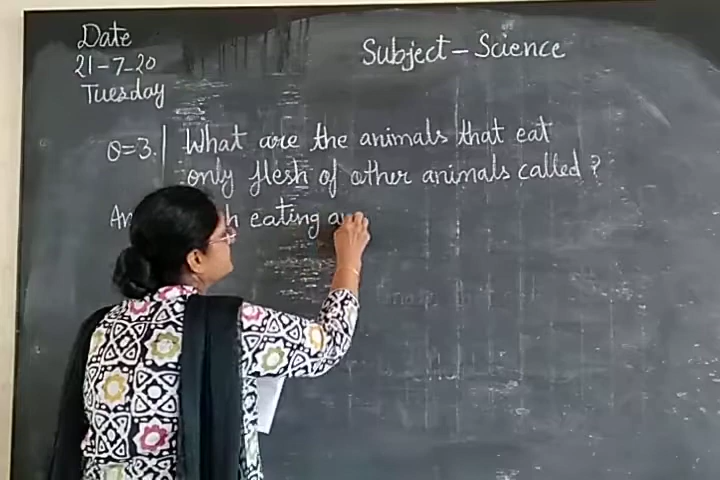 Date
21-7-20
Tuesday
Subject - Science
Q=3. What are the animals that eat
only flesh of other animals called?
eating